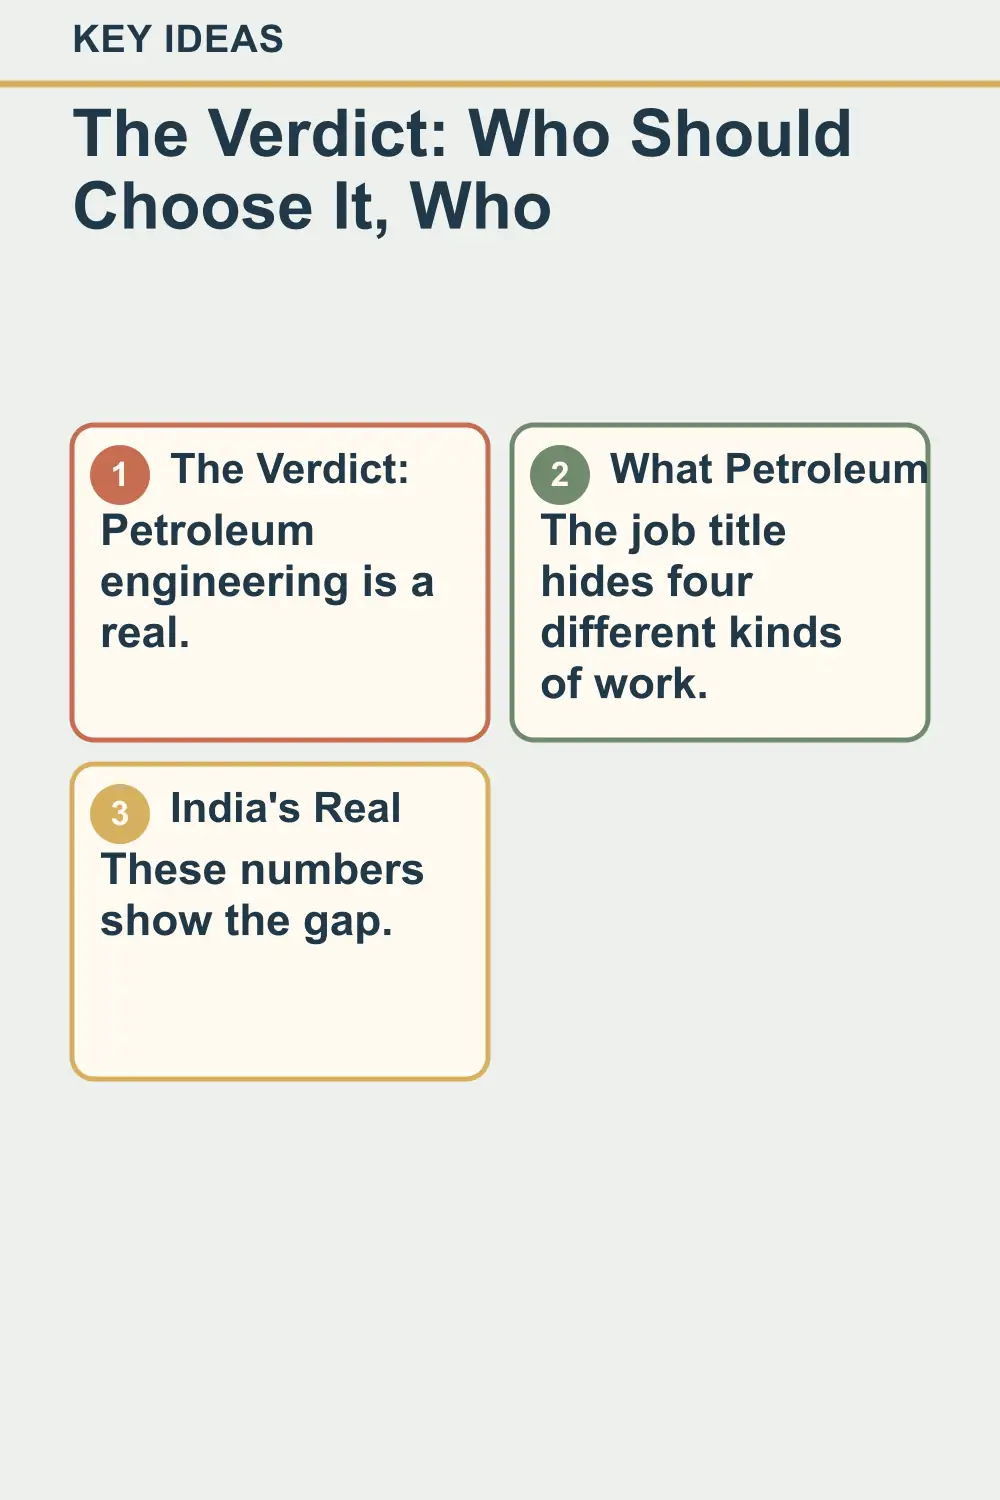 KEY IDEAS
The Verdict: Who Should
Choose It, Who
1 The Verdict:
Petroleum
engineering is a
real.
2 What Petroleum
The job title
hides four
different kinds
of work.
3 India's Real
These numbers
show the gap.